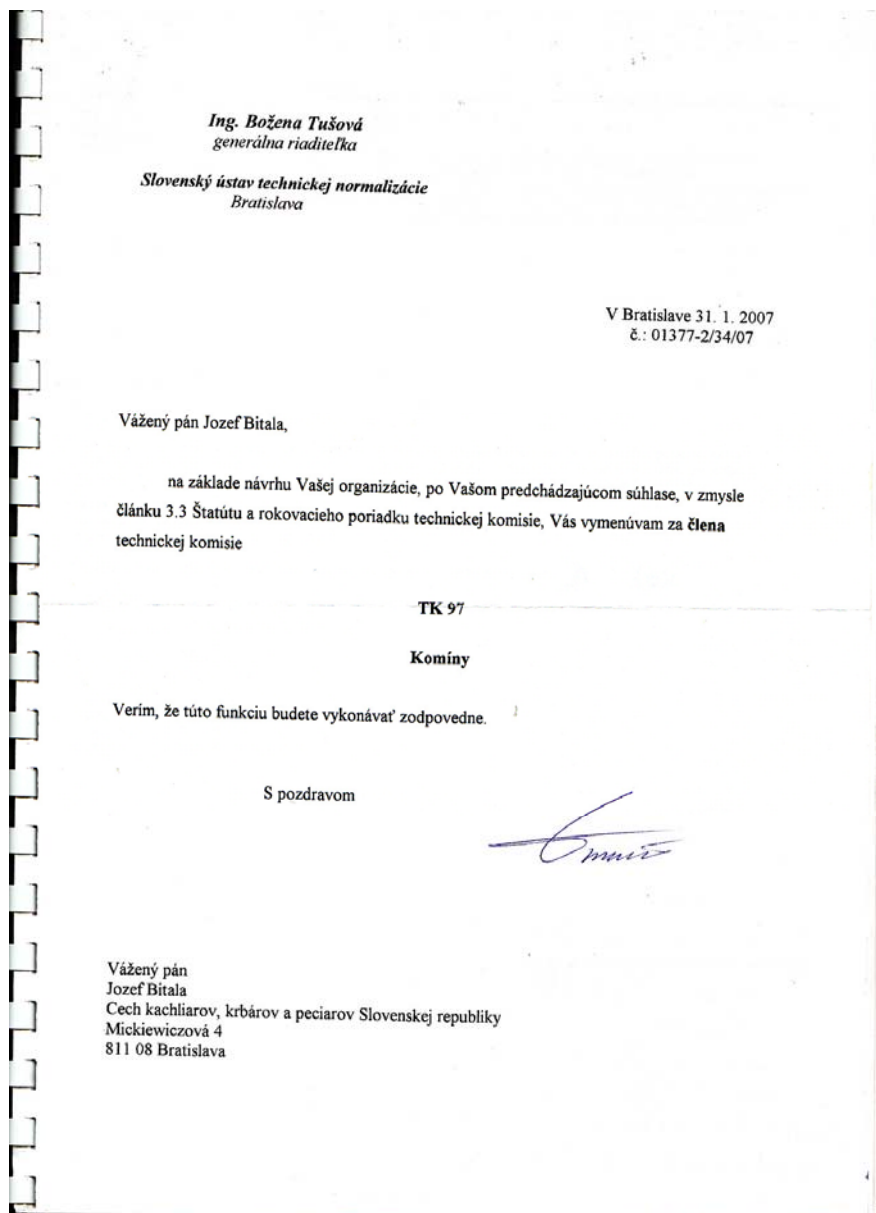 Ing. Božena Tušová
generálna riaditeľka
Slovenský ústav technickej normalizácie
Bratislava
V Bratislave 31. 1. 2007
č.: 01377-2/34/07
Vážený pán Jozef Bitala,
na základe návrhu Vašej organizácie, po Vašom predchádzajúcom súhlase, v zmysle
článku 3.3 Štatútu a rokovacieho poriadku technickej komisie, Vás vymenúvam za člena
technickej komisie
TK 97
Komíny
Verím, že túto funkciu budete vykonávať zodpovedne.
S pozdravom
Vážený pán
Jozef Bitala
Cech kachliarov, krbárov a peciarov Slovenskej republiky
Mickiewiczová 4
811 08 Bratislava